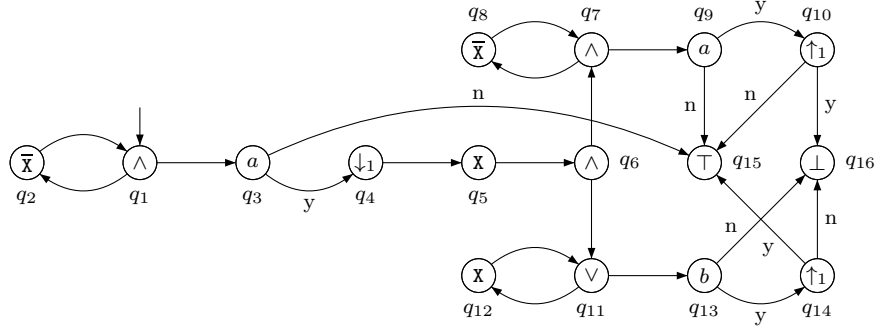 q8 q7 q9 q10
y
X̅ ∧ a ↑1
n n n y
X̅ ∧ a ↓1 X ∧ q6 ⊤ q15 ⊥ q16
q2 q1 q3 y q4 q5
n y n
X ∨ b ↑1
q12 q11 q13 y q14